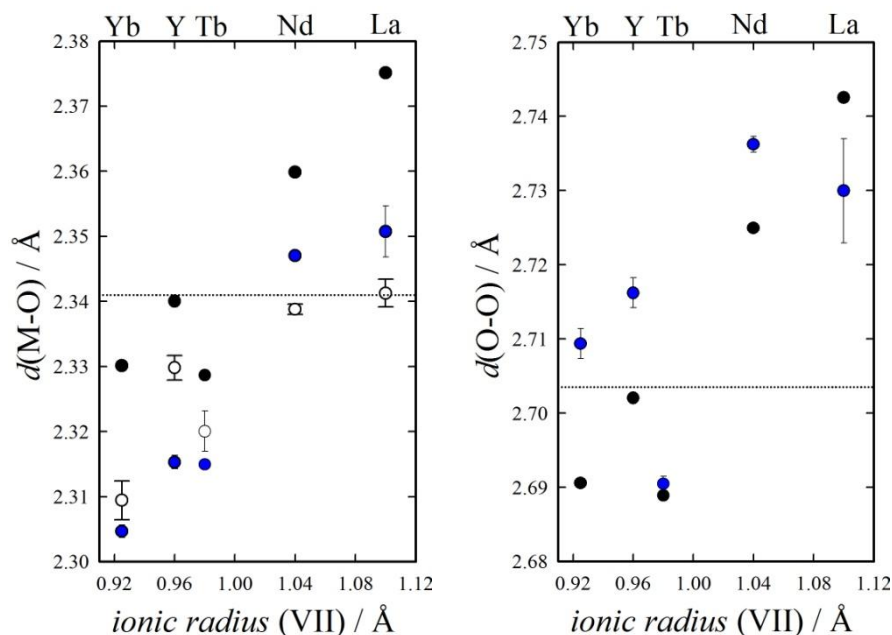 Yb Y Tb Nd La
2.38
2.37
2.36
2.35
2.34
2.33
2.32
2.31
2.30
d(M-O) / Å
0.92 0.96 1.00 1.04 1.08 1.12
ionic radius (VII) / Å
Yb Y Tb Nd La
2.75
2.74
2.73
2.72
2.71
2.70
2.69
2.68
d(O-O) / Å
0.92 0.96 1.00 1.04 1.08 1.12
ionic radius (VII) / Å